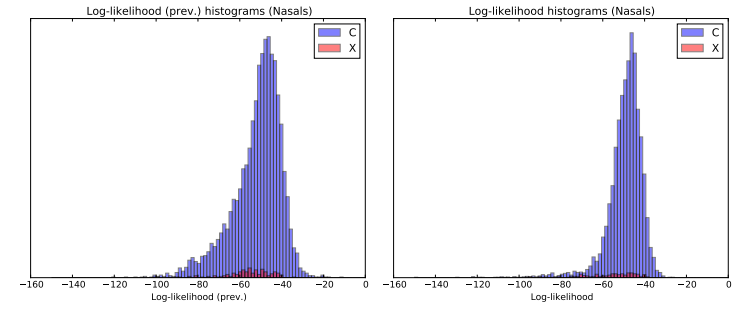 Log-likelihood (prev.) histograms (Nasals)
C
X
−160 −140 −120 −100 −80 −60 −40 −20 0
Log-likelihood (prev.)
Log-likelihood histograms (Nasals)
C
X
−160 −140 −120 −100 −80 −60 −40 −20 0
Log-likelihood